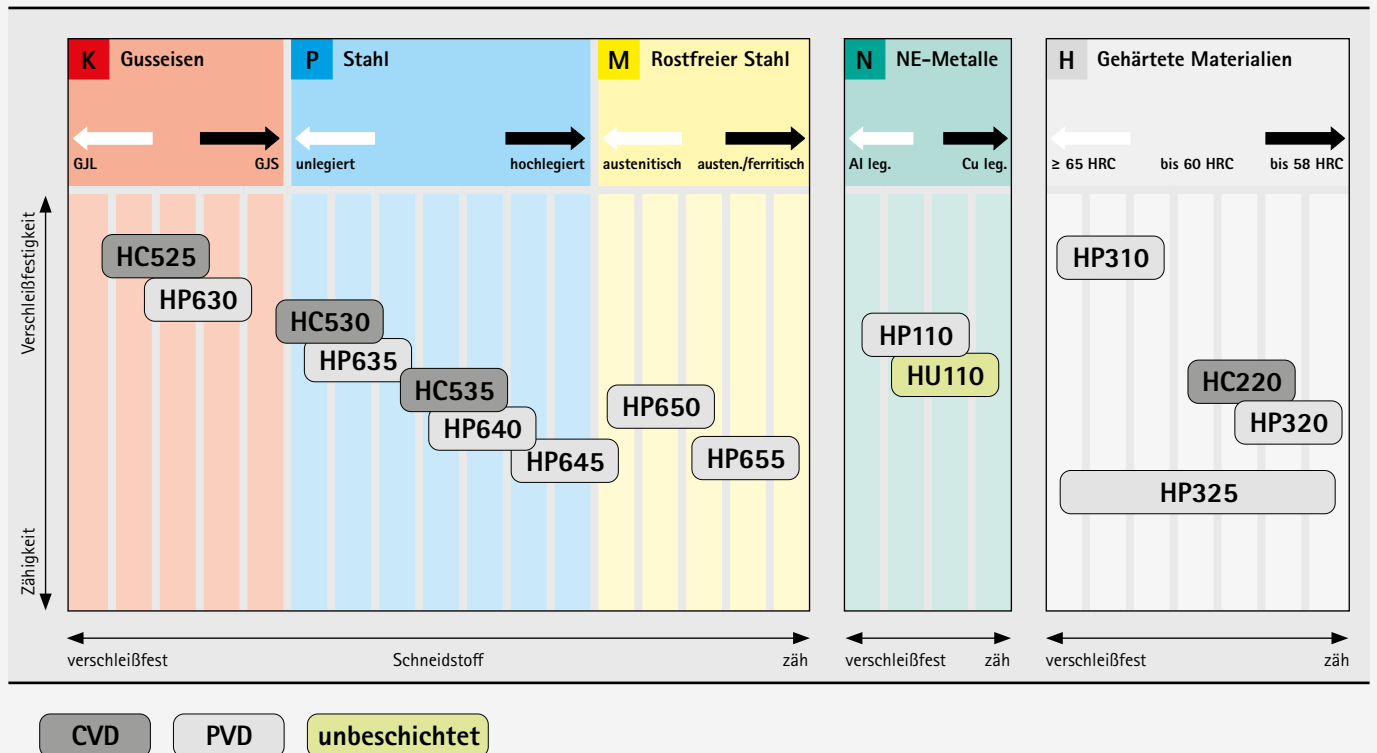 K Gusseisen
P Stahl
M Rostfreier Stahl
N NE-Metalle
H Gehärtete Materialien
GJL GJS
unlegiert hochlegiert
austenitisch austen./ferritisch
Al leg. Cu leg.
≥ 65 HRC bis 60 HRC bis 58 HRC
Verschleißfestigkeit
Zähigkeit
HC525
HP630
HC530
HP635
HC535
HP640
HP645
HP650
HP655
HP110
HU110
HP310
HC220
HP320
HP325
verschleißfest Schneidstoff zäh
verschleißfest zäh
verschleißfest zäh
CVD PVD unbeschichtet